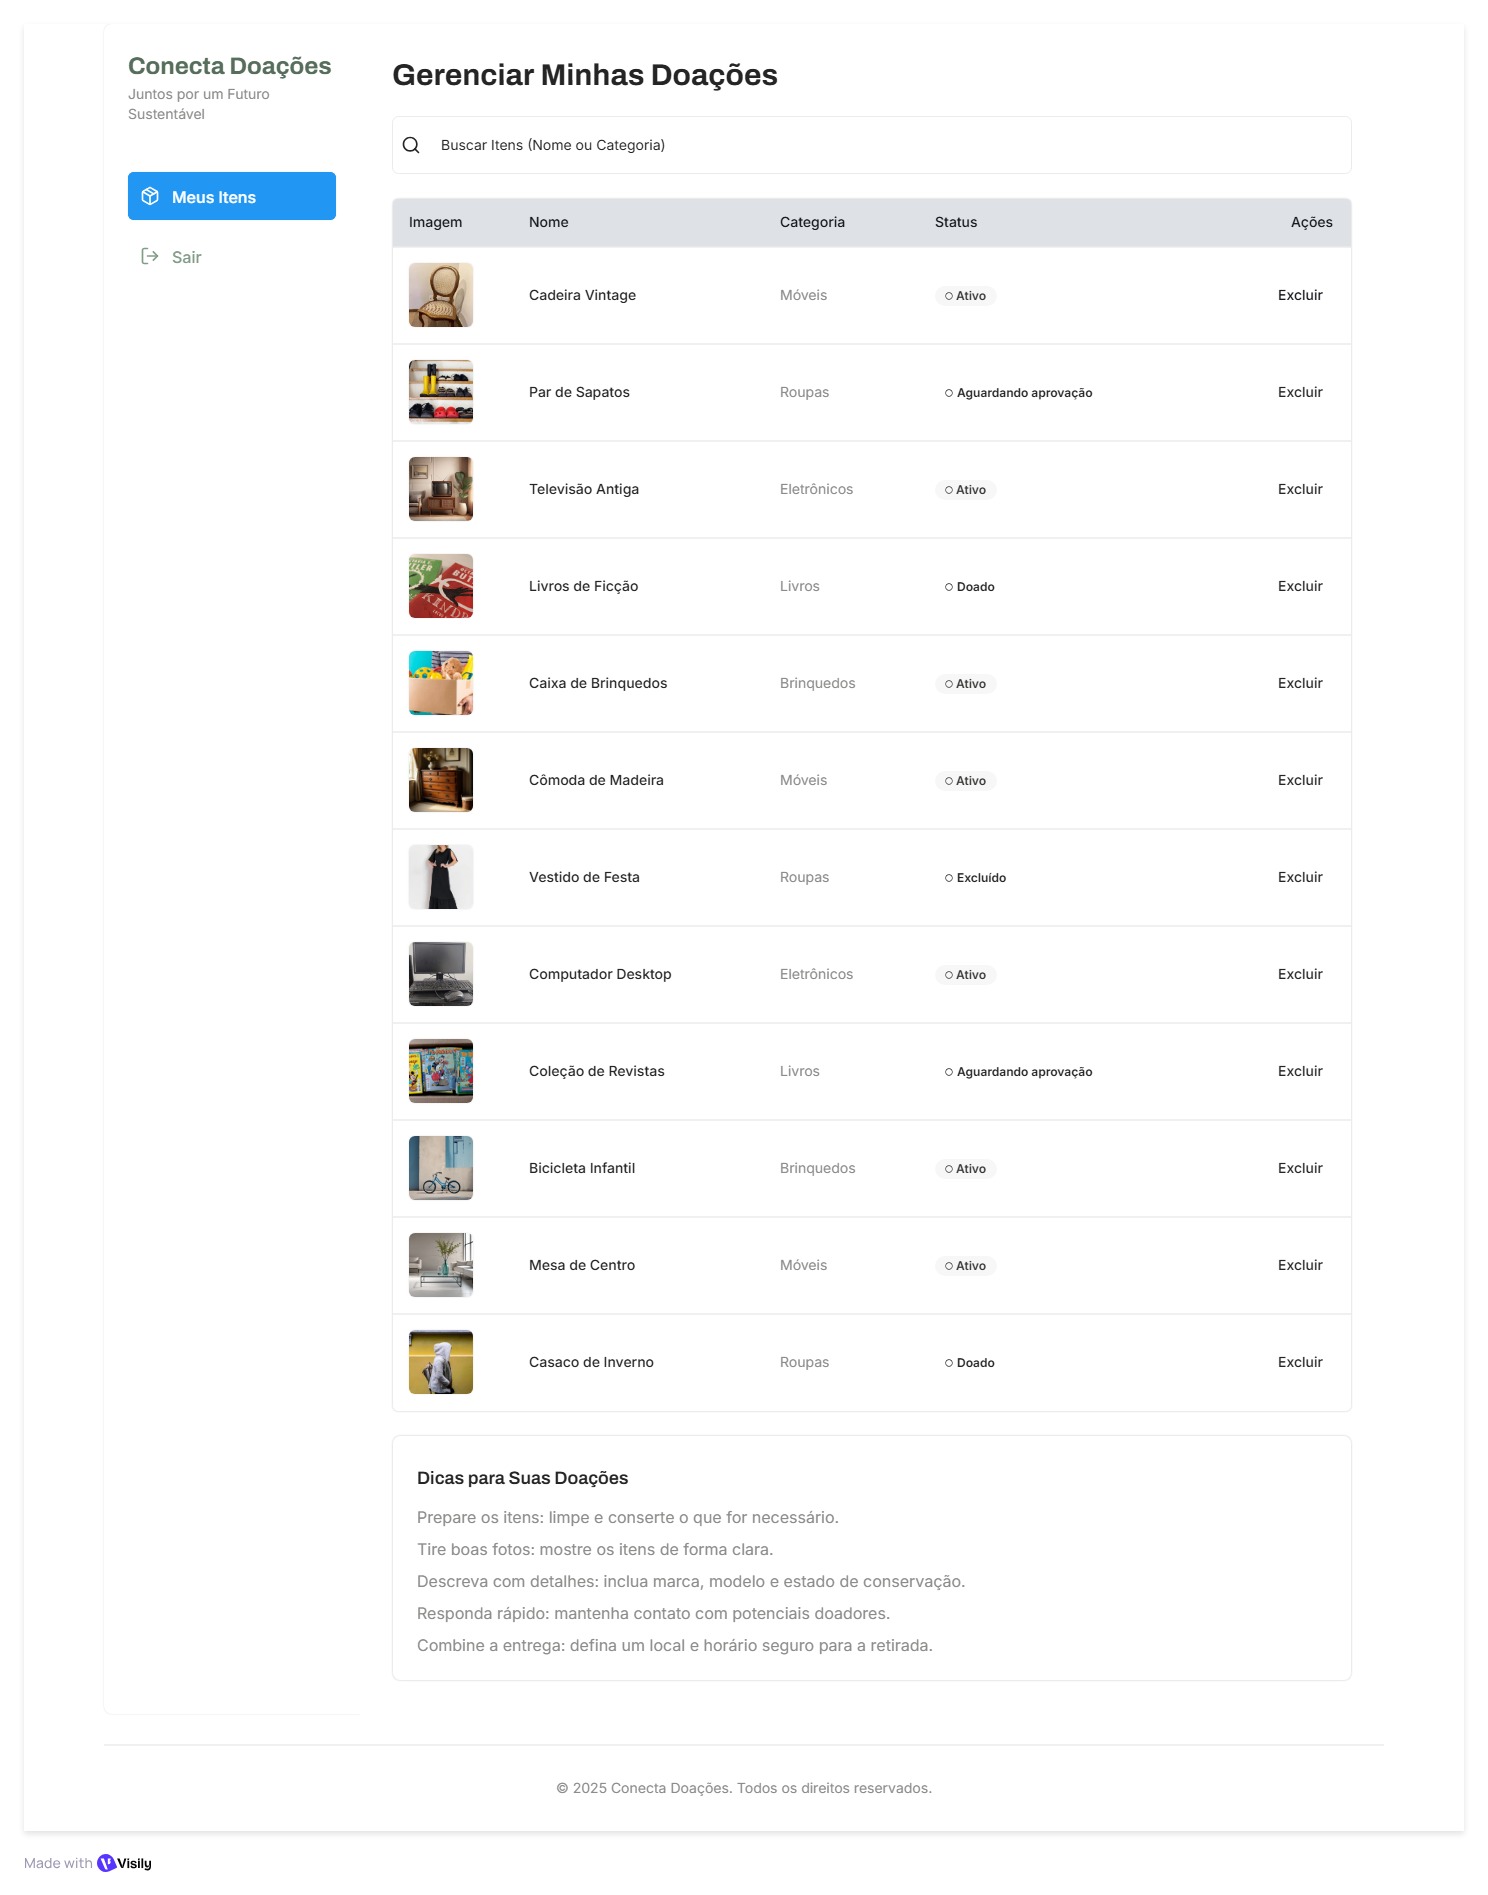 Conecta Doações
Juntos por um Futuro
Sustentável
Meus Itens
Sair
Gerenciar Minhas Doações
Buscar Itens (Nome ou Categoria)
Imagem Nome Categoria Status Ações
Cadeira Vintage Móveis Ativo Excluir
Par de Sapatos Roupas Aguardando aprovação Excluir
Televisão Antiga Eletrônicos Ativo Excluir
Livros de Ficção Livros Doado Excluir
Caixa de Brinquedos Brinquedos Ativo Excluir
Cômoda de Madeira Móveis Ativo Excluir
Vestido de Festa Roupas Excluído Excluir
Computador Desktop Eletrônicos Ativo Excluir
Coleção de Revistas Livros Aguardando aprovação Excluir
Bicicleta Infantil Brinquedos Ativo Excluir
Mesa de Centro Móveis Ativo Excluir
Casaco de Inverno Roupas Doado Excluir
Dicas para Suas Doações
Prepare os itens: limpe e conserte o que for necessário.
Tire boas fotos: mostre os itens de forma clara.
Descreva com detalhes: inclua marca, modelo e estado de conservação.
Responda rápido: mantenha contato com potenciais doadores.
Combine a entrega: defina um local e horário seguro para a retirada.
© 2025 Conecta Doações. Todos os direitos reservados.
Made with Visily